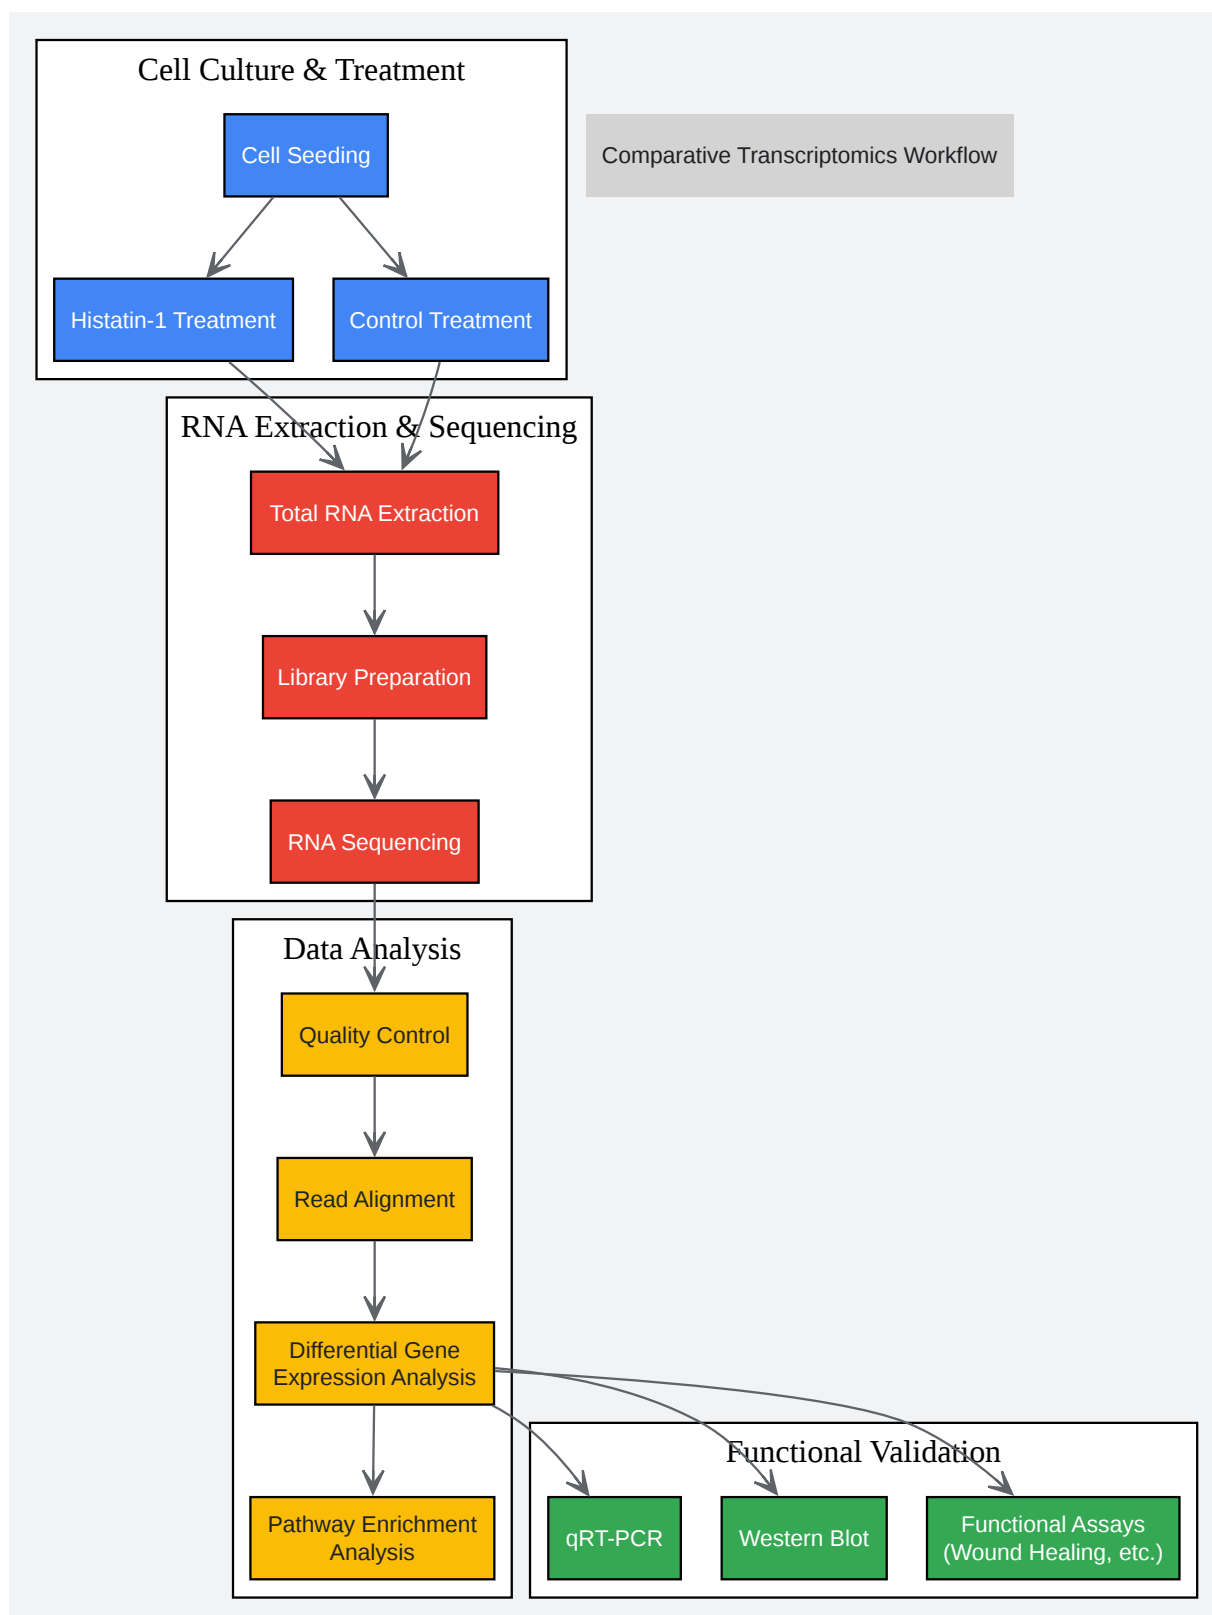 Cell Culture & Treatment
Cell Seeding
Comparative Transcriptomics Workflow
Histatin-1 Treatment
Control Treatment
RNA Extraction & Sequencing
Total RNA Extraction
Library Preparation
RNA Sequencing
Data Analysis
Quality Control
Read Alignment
Differential Gene
Expression Analysis
Functional Validation
Pathway Enrichment
Analysis
qRT-PCR
Western Blot
Functional Assays
(Wound Healing, etc.)